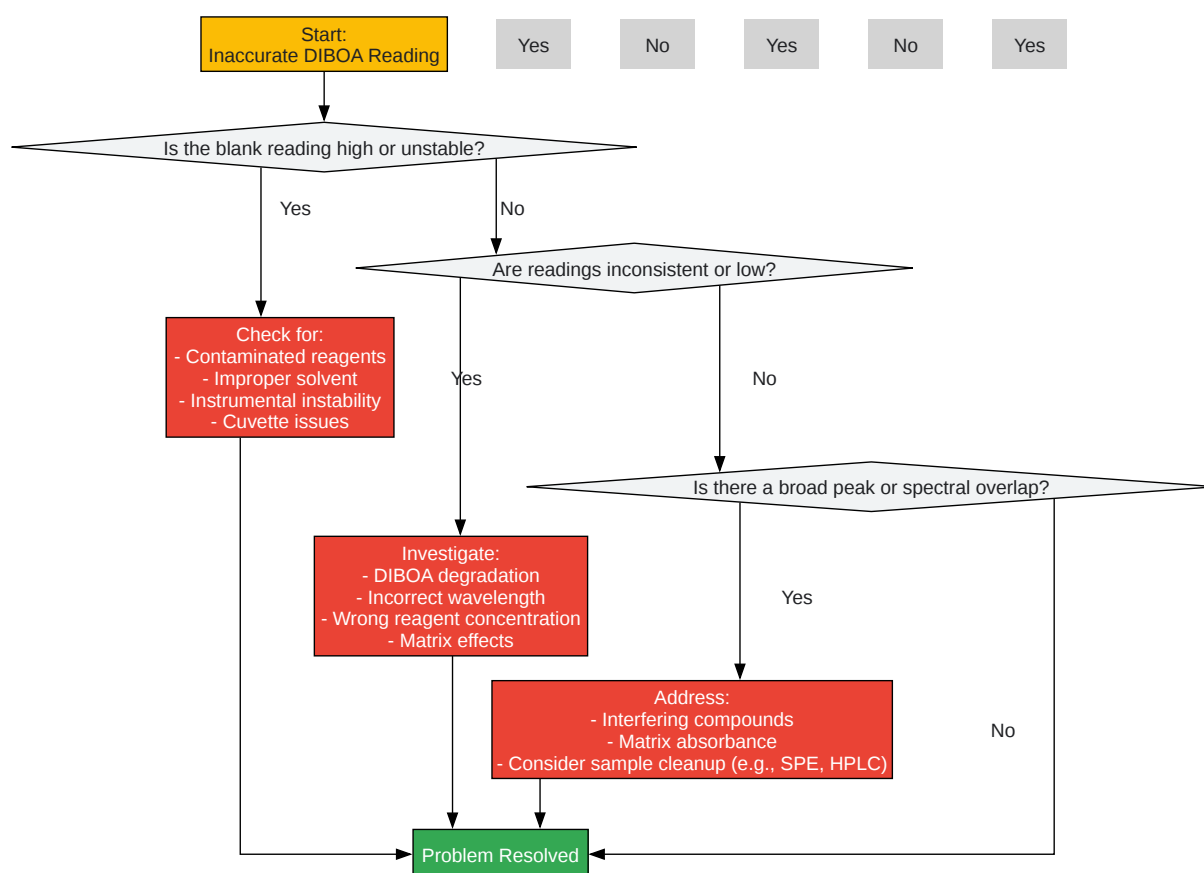 Start:
Inaccurate DIBOA Reading
Yes
No
Yes
No
Yes
Is the blank reading high or unstable?
Yes
No
Are readings inconsistent or low?
Check for:
- Contaminated reagents
- Improper solvent
- Instrumental instability
- Cuvette issues
Yes
No
Is there a broad peak or spectral overlap?
Investigate:
- DIBOA degradation
- Incorrect wavelength
- Wrong reagent concentration
- Matrix effects
Yes
Address:
- Interfering compounds
- Matrix absorbance
- Consider sample cleanup (e.g., SPE, HPLC)
No
Problem Resolved